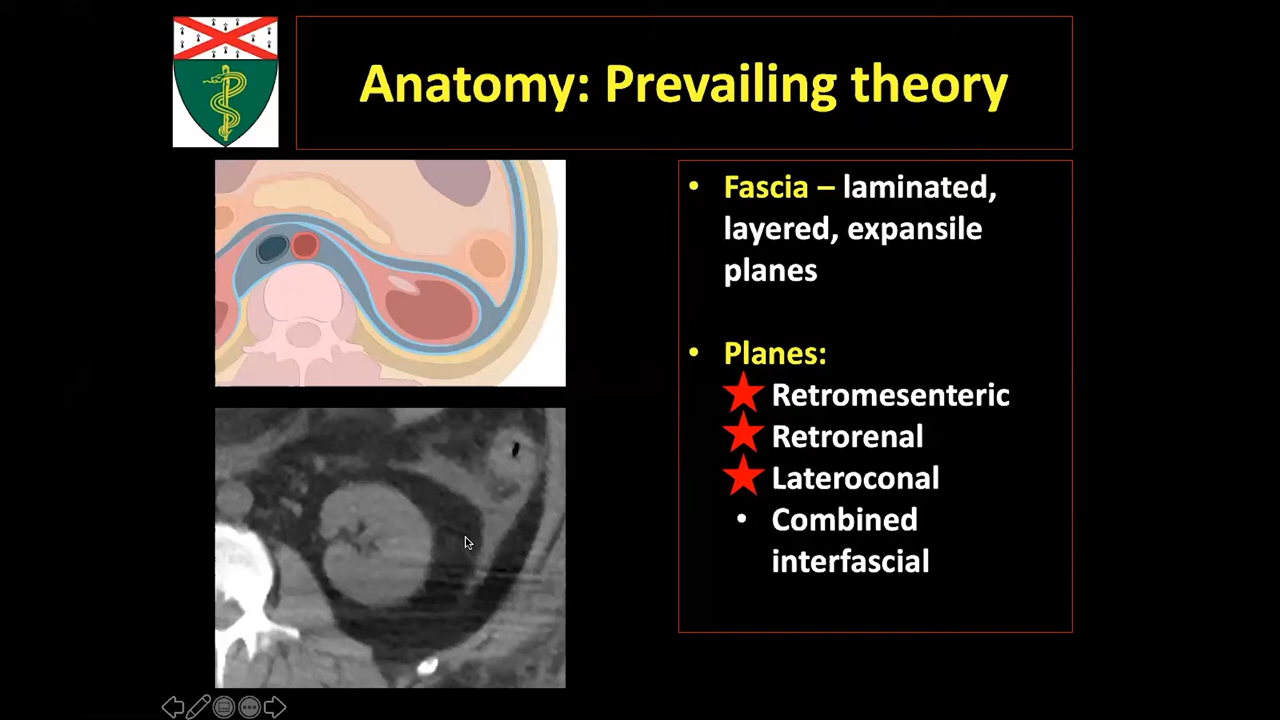 Anatomy: Prevailing theory
• Fascia – laminated,
layered, expansile
planes
• Planes:
Retromesenteric
Retrorenal
Lateroconal
• Combined
interfascial